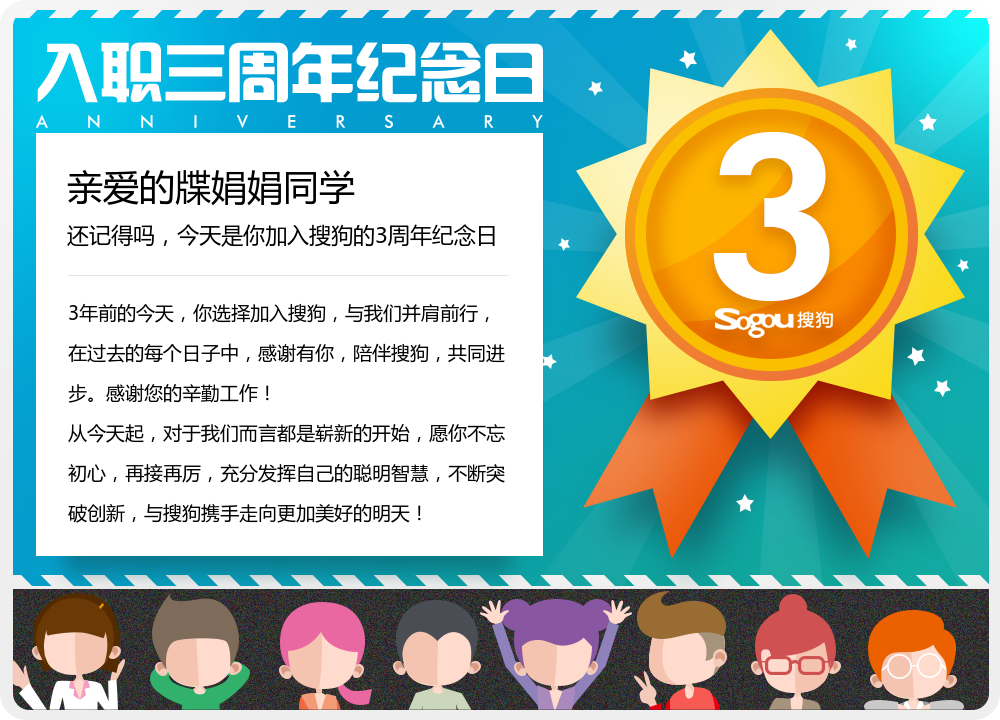 入职三周年纪念日
ANNIVERSARY
亲爱的牒娟娟同学
还记得吗，今天是你加入搜狗的3周年纪念日
3年前的今天，你选择加入搜狗，与我们并肩前行，
在过去的每个日子中，感谢有你，陪伴搜狗，共同进
步。感谢您的辛勤工作！
从今天起，对于我们而言都是崭新的开始，愿你不忘
初心，再接再厉，充分发挥自己的聪明智慧，不断突
破创新，与搜狗携手走向更加美好的明天！
3
Sogou搜狗